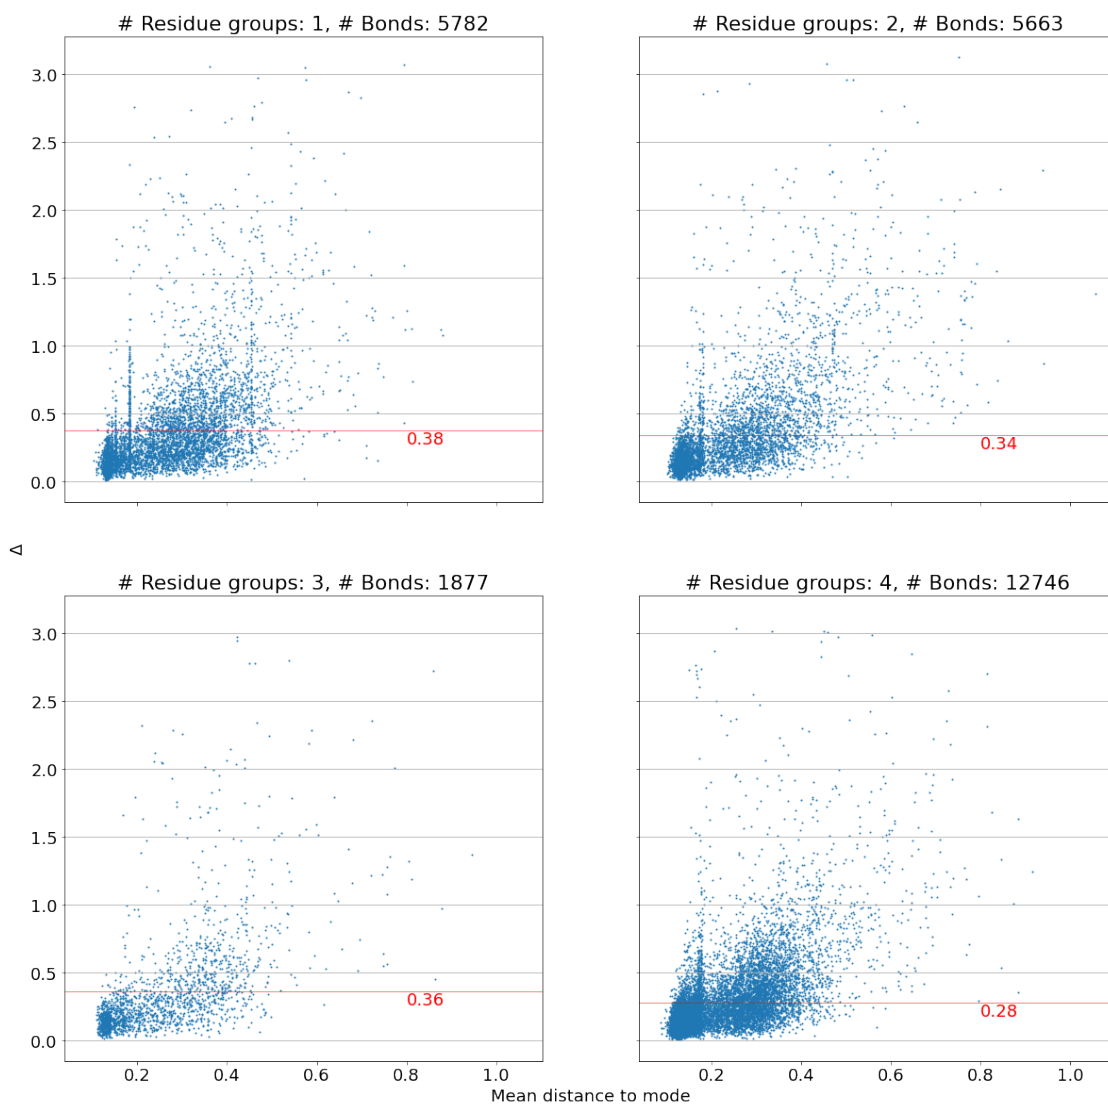 # Residue groups: 1, # Bonds: 5782
# Residue groups: 2, # Bonds: 5663
3.0
2.5
2.0
1.5
1.0
0.5
0.0
0.38
0.34
Δ
# Residue groups: 3, # Bonds: 1877
# Residue groups: 4, # Bonds: 12746
3.0
2.5
2.0
1.5
1.0
0.5
0.0
0.36
0.28
0.2 0.4 0.6 0.8 1.0
0.2 0.4 0.6 0.8 1.0
Mean distance to mode